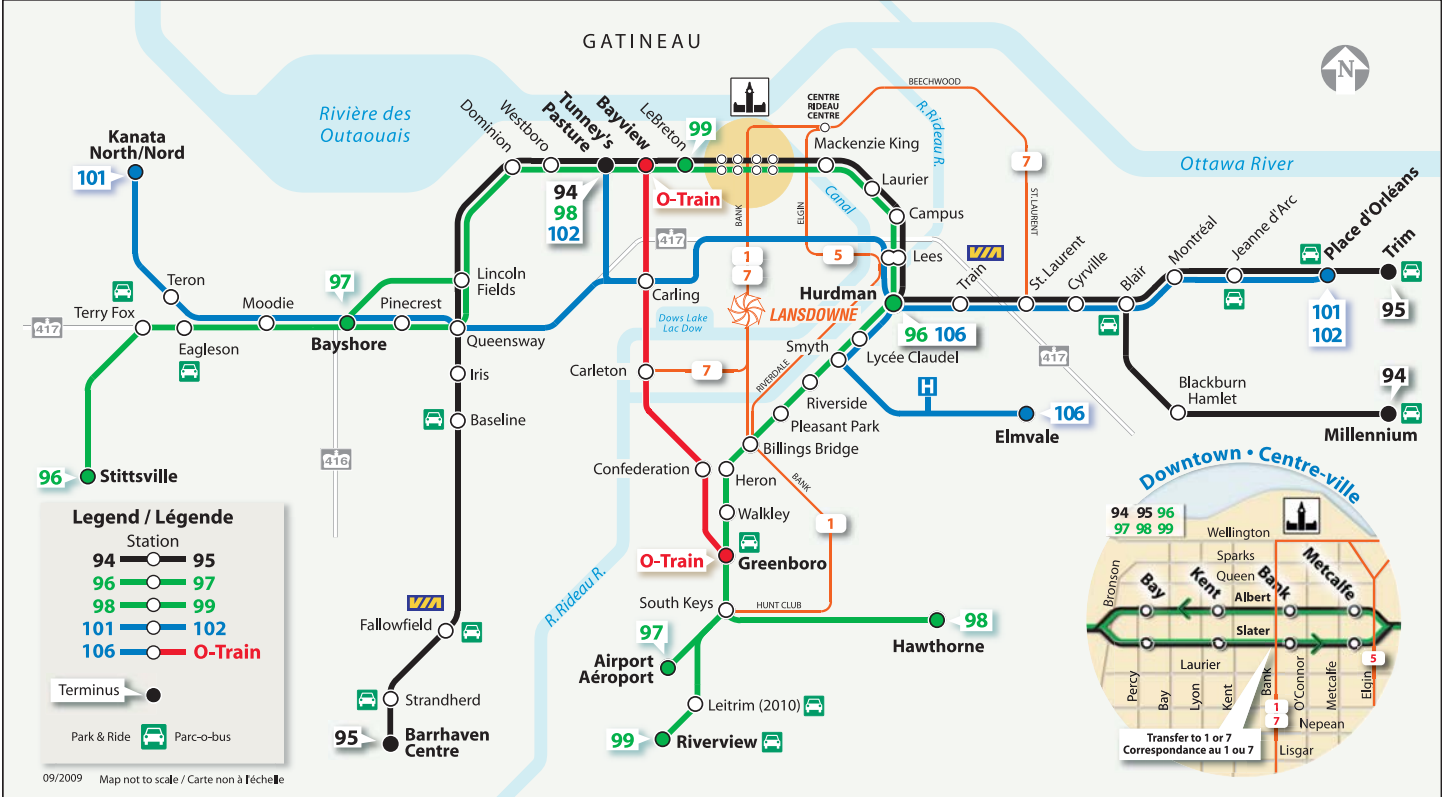 GATINEAU
N
Rivière des
Outaouais
Ottawa River
R.Rideau R.
Canal
Dows Lake
Lac Dow
R.Rideau R.
Kanata
North/Nord
101
Teron
Terry Fox
Eagleson
Moodie
97
Bayshore
Pinecrest
Queensway
Lincoln
Fields
Dominion
Westboro
Tunney's
Pasture
94
98
102
Bayview
O-Train
LeBreton
99
CENTRE
RIDEAU
CENTRE
BEECHWOOD
Mackenzie King
Laurier
Campus
Lees
Hurdman
96 106
VIA
Train
St. Laurent
Cyrville
Blair
Montréal
Jeanne d'Arc
Place d'Orléans
101
102
Trim
95
94
Millennium
Blackburn
Hamlet
417
417
417
416
7
ST. LAURENT
BANK
ELGIN
1
7
5
LANSDOWNE
RIVERDALE
7
Carling
Carleton
Confederation
O-Train
Greenboro
Smyth
Lycée Claudel
H
106
Elmvale
Riverside
Pleasant Park
Billings Bridge
BANK
1
HUNT CLUB
Heron
Walkley
South Keys
98
Hawthorne
97
Airport
Aéroport
Leitrim (2010)
99
Riverview
Iris
Baseline
VIA
Fallowfield
Strandherd
95
Barrhaven
Centre
96
Stittsville
Legend / Légende
Station
94 95
96 97
98 99
101 102
106 O-Train
Terminus
Park & Ride Parc-o-bus
09/2009 Map not to scale / Carte non à l'échelle
Downtown • Centre-ville
94 95 96
97 98 99
Wellington
Sparks
Queen
Bronson
Bay
Kent
Bank
Metcalfe
Albert
Slater
Laurier
Percy
Bay
Lyon
Kent
Bank
O'Connor
Metcalfe
Elgin
5
1
7
Nepean
Lisgar
Transfer to 1 or 7
Correspondance au 1 ou 7